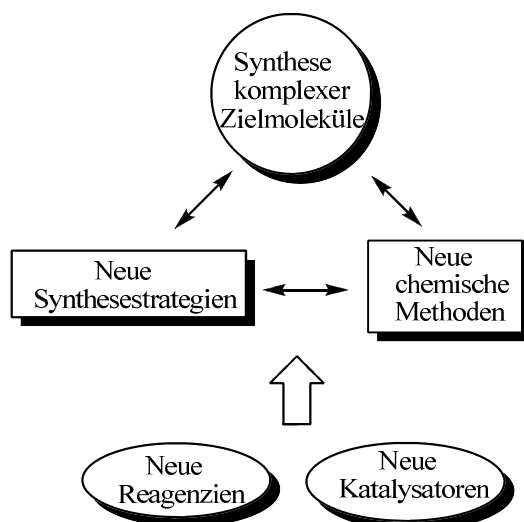 Synthese
komplexer
Zielmoleküle
Neue
Synthesestrategien
Neue
chemische
Methoden
Neue
Reagenzien
Neue
Katalysatoren